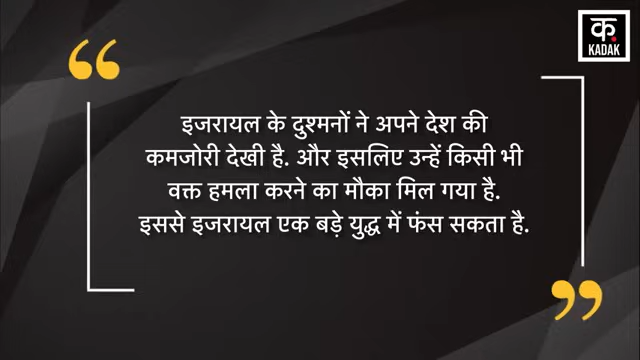 क
KADAK
इजरायल के दुश्मनों ने अपने देश की
कमजोरी देखी है. और इसलिए उन्हें किसी भी
वक्त हमला करने का मौका मिल गया है.
इससे इजरायल एक बड़े युद्ध में फंस सकता है.